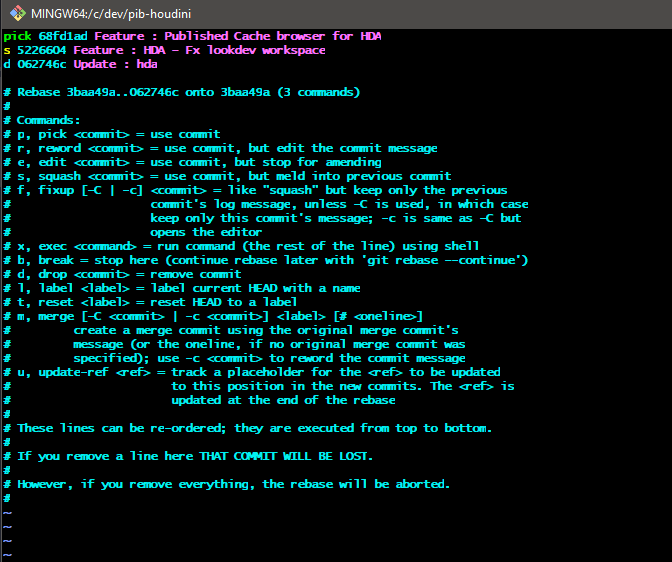 MINGW64:/c/dev/pib-houdini
pick 68fd1ad Feature : Published Cache browser for HDA
s 5226604 Feature : HDA - Fx lookdev workspace
d 062746c Update : hda

# Rebase 3baa49a..062746c onto 3baa49a (3 commands)
#
# Commands:
# p, pick <commit> = use commit
# r, reword <commit> = use commit, but edit the commit message
# e, edit <commit> = use commit, but stop for amending
# s, squash <commit> = use commit, but meld into previous commit
# f, fixup [-C | -c] <commit> = like "squash" but keep only the previous
#                    commit's log message, unless -C is used, in which case
#                    keep only this commit's message; -c is same as -C but
#                    opens the editor
# x, exec <command> = run command (the rest of the line) using shell
# b, break = stop here (continue rebase later with 'git rebase --continue')
# d, drop <commit> = remove commit
# l, label <label> = label current HEAD with a name
# t, reset <label> = reset HEAD to a label
# m, merge [-C <commit> | -c <commit>] <label> [# <oneline>]
#         create a merge commit using the original merge commit's
#         message (or the oneline, if no original merge commit was
#         specified); use -c <commit> to reword the commit message
# u, update-ref <ref> = track a placeholder for the <ref> to be updated
#                       to this position in the new commits. The <ref> is
#                       updated at the end of the rebase
#
# These lines can be re-ordered; they are executed from top to bottom.
#
# If you remove a line here THAT COMMIT WILL BE LOST.
#
# However, if you remove everything, the rebase will be aborted.
#
~
~
~
~